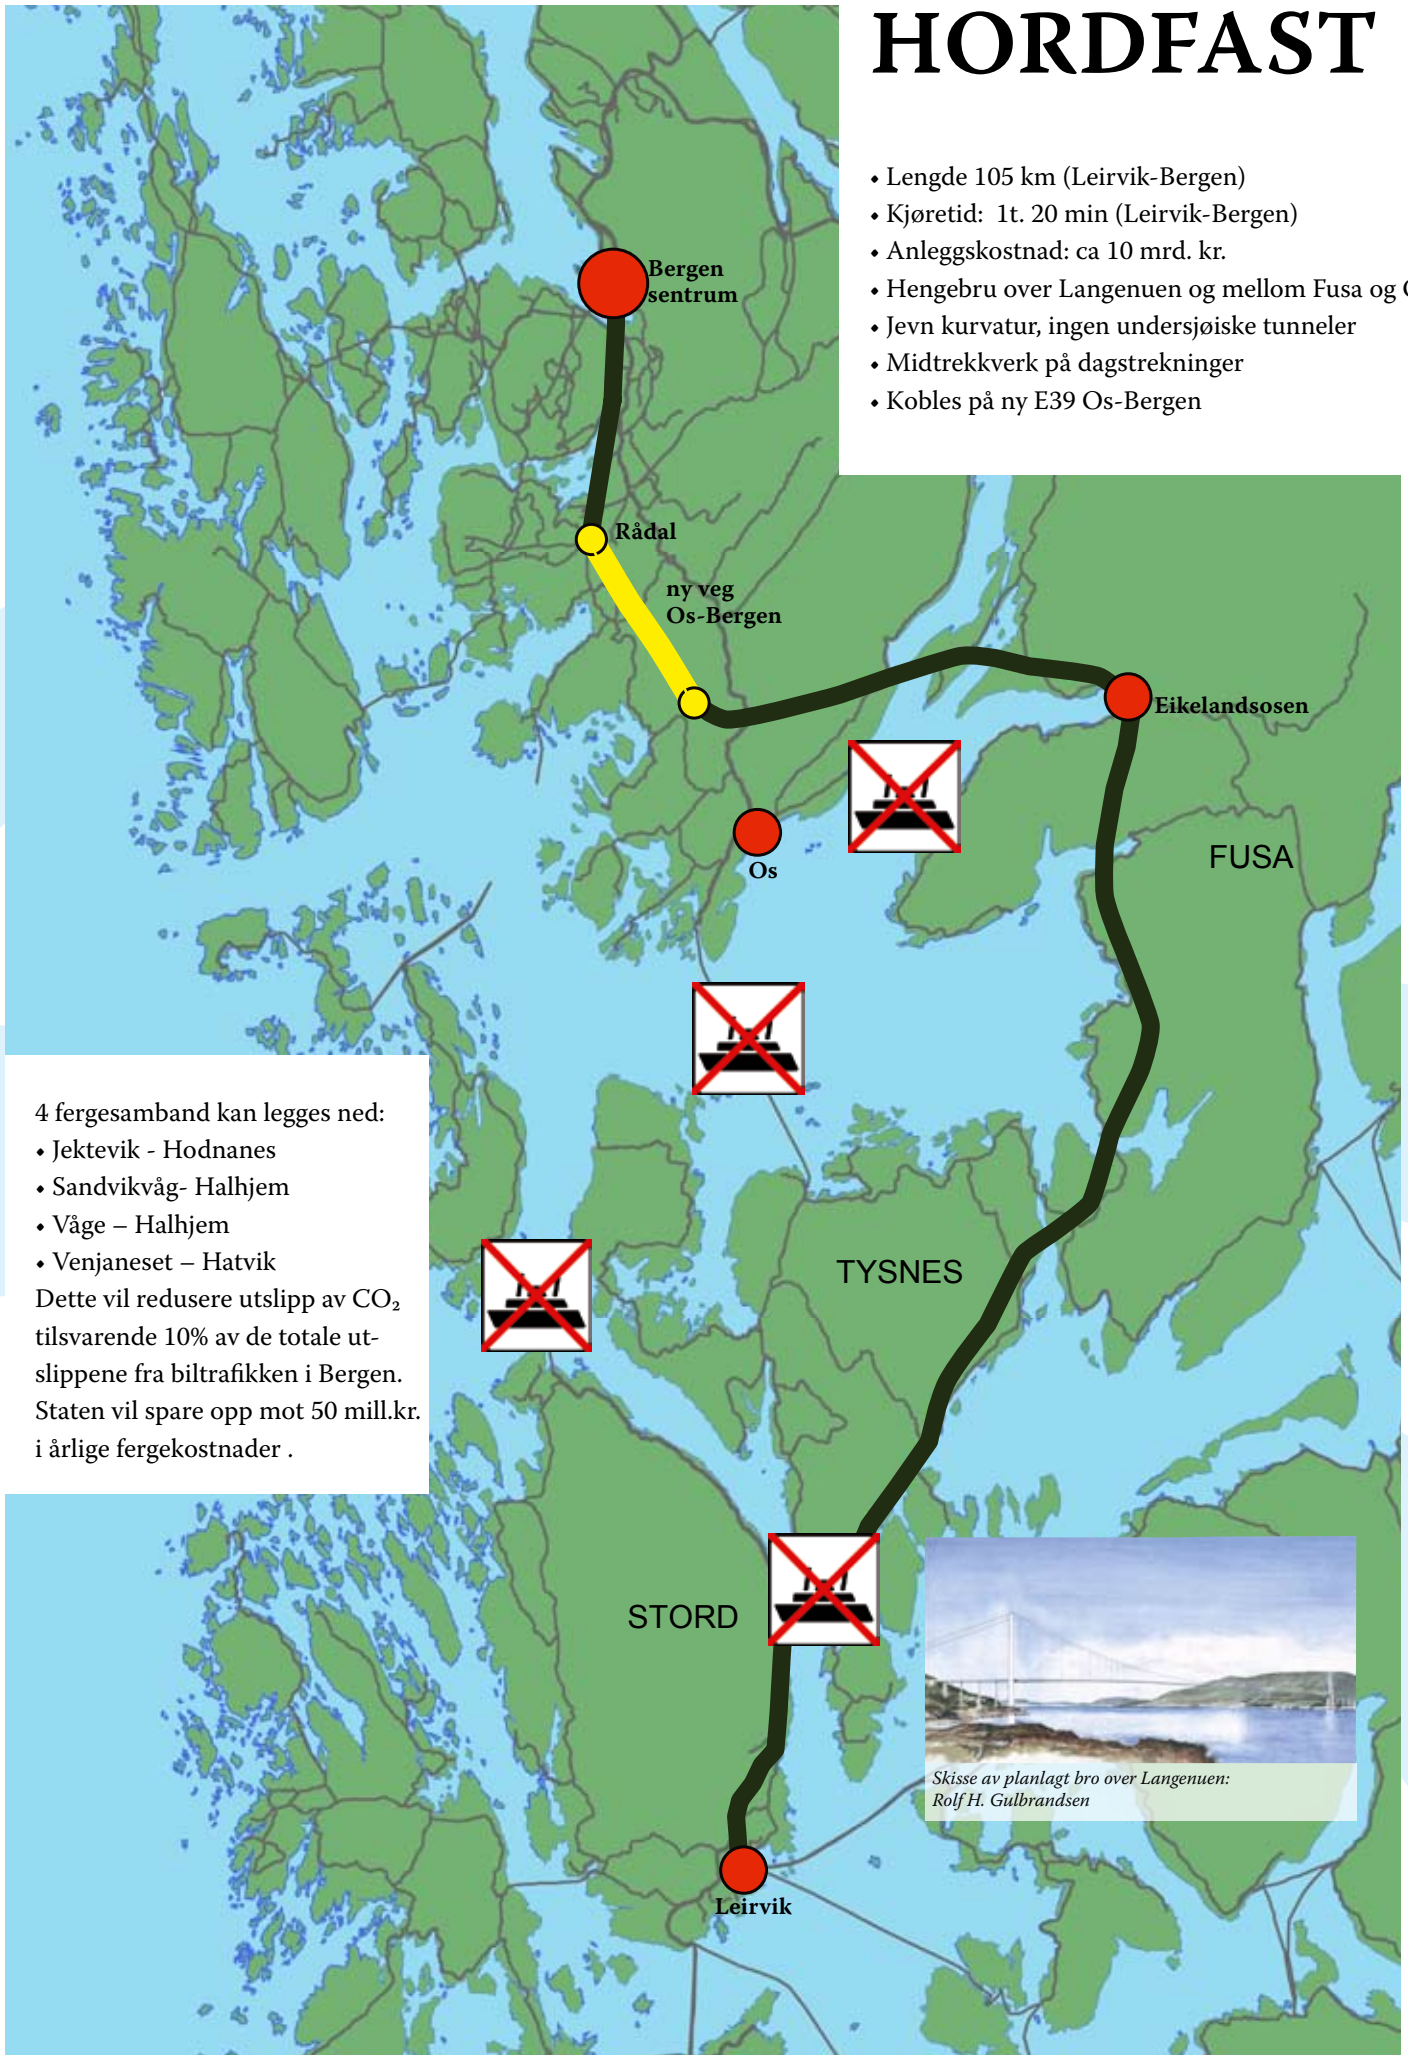 HORDFAST
• Lengde 105 km (Leirvik-Bergen)
• Kjøretid: 1t. 20 min (Leirvik-Bergen)
• Anleggskostnad: ca 10 mrd. kr.
• Hengebru over Langenuen og mellom Fusa og
• Jevn kurvatur, ingen undersjøiske tunneler
• Midtrekkverk på dagstrekninger
• Kobles på ny E39 Os-Bergen
Bergen
sentrum
Rådal
ny veg
Os-Bergen
Eikelandsosen
Os
FUSA
4 fergesamband kan legges ned:
• Jektevik - Hodnanes
• Sandvikvåg- Halhjem
• Våge – Halhjem
• Venjaneset – Hatvik
Dette vil redusere utslipp av CO₂
tilsvarende 10% av de totale ut-
slippene fra biltrafikken i Bergen.
Staten vil spare opp mot 50 mill.kr.
i årlige fergekostnader .
TYSNES
STORD
Skisse av planlagt bro over Langenuen:
Rolf H. Gulbrandsen
Leirvik